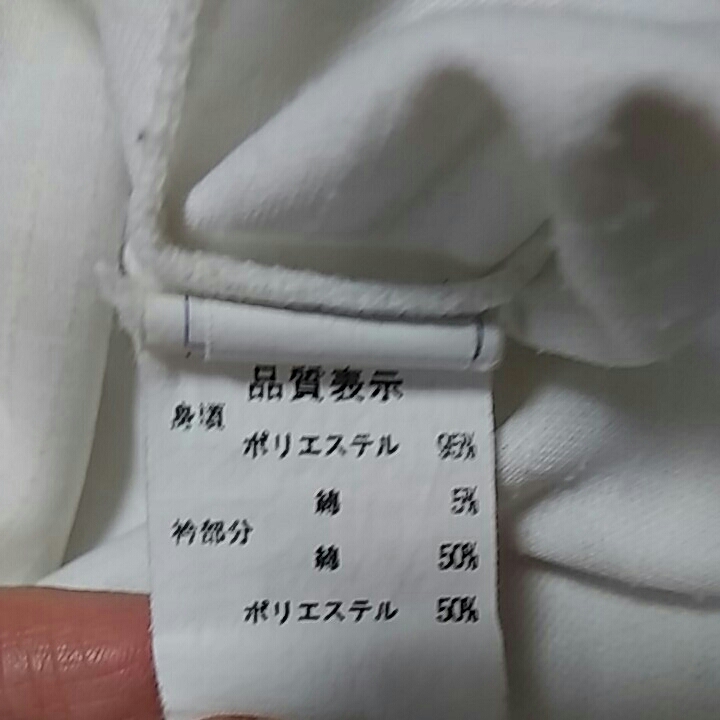 品質表示
身頃
ポリエステル 95%
綿 5%
衿部分
綿 50%
ポリエステル 50%